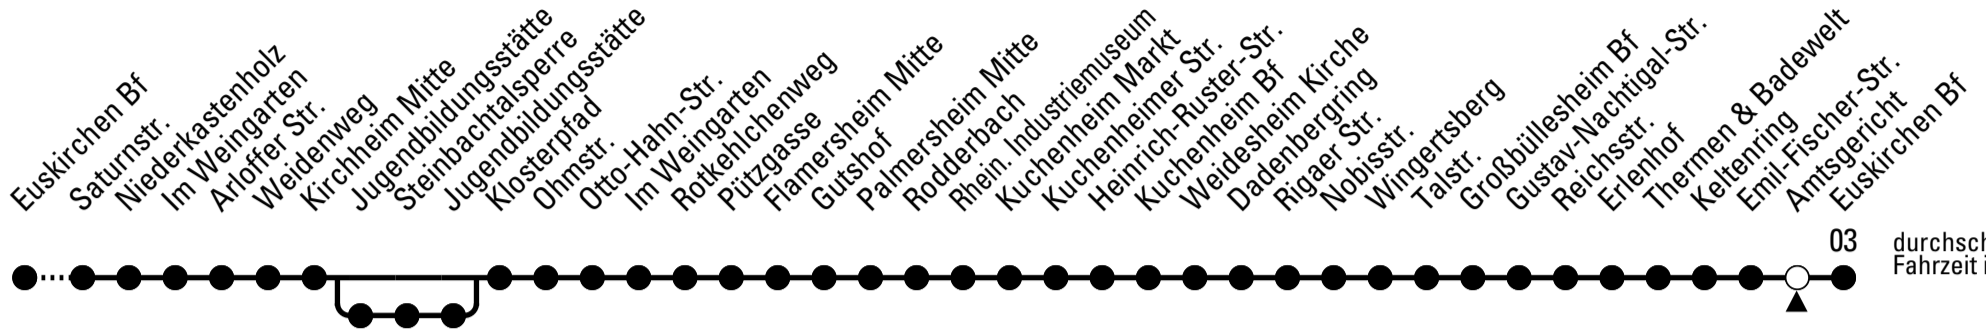 Euskirchen Bf
Saturnstr.
Niederkastenholz
Im Weingarten
Arloffer Str.
Weidenweg
Kirchheim Mitte
Jugendbildungsstätte
Steinbachtalsperre
Jugendbildungsstätte
Klosterpfad
Ohmstr.
Otto-Hahn-Str.
Im Weingarten
Rotkehlchenweg
Pützgasse
Flamersheim Mitte
Gutshof
Palmersheim Mitte
Rodderbach
Rhein. Industriemuseum
Kuchenheim Markt
Kuchenheimer Str.
Heinrich-Ruster-Str.
Kuchenheim Bf
Weidesheim Kirche
Dadenbergring
Rigaer Str.
Nobisstr.
Wingertsberg
Talstr.
Großbüllesheim Bf
Gustav-Nachtigal-Str.
Reichsstr.
Erlenhof
Thermen & Badewelt
Keltenring
Emil-Fischer-Str.
Amtsgericht
Euskirchen Bf
03
durchsch
Fahrzeit i